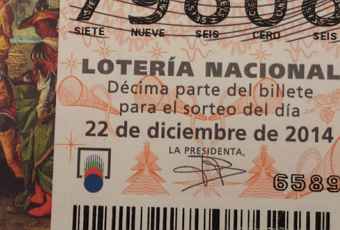 79608
SIETE NUEVE SEIS CERO SEIS
LOTERÍA NACIONAL
Décima parte del billete
para el sorteo del día
22 de diciembre de 2014
LA PRESIDENTA,
6589